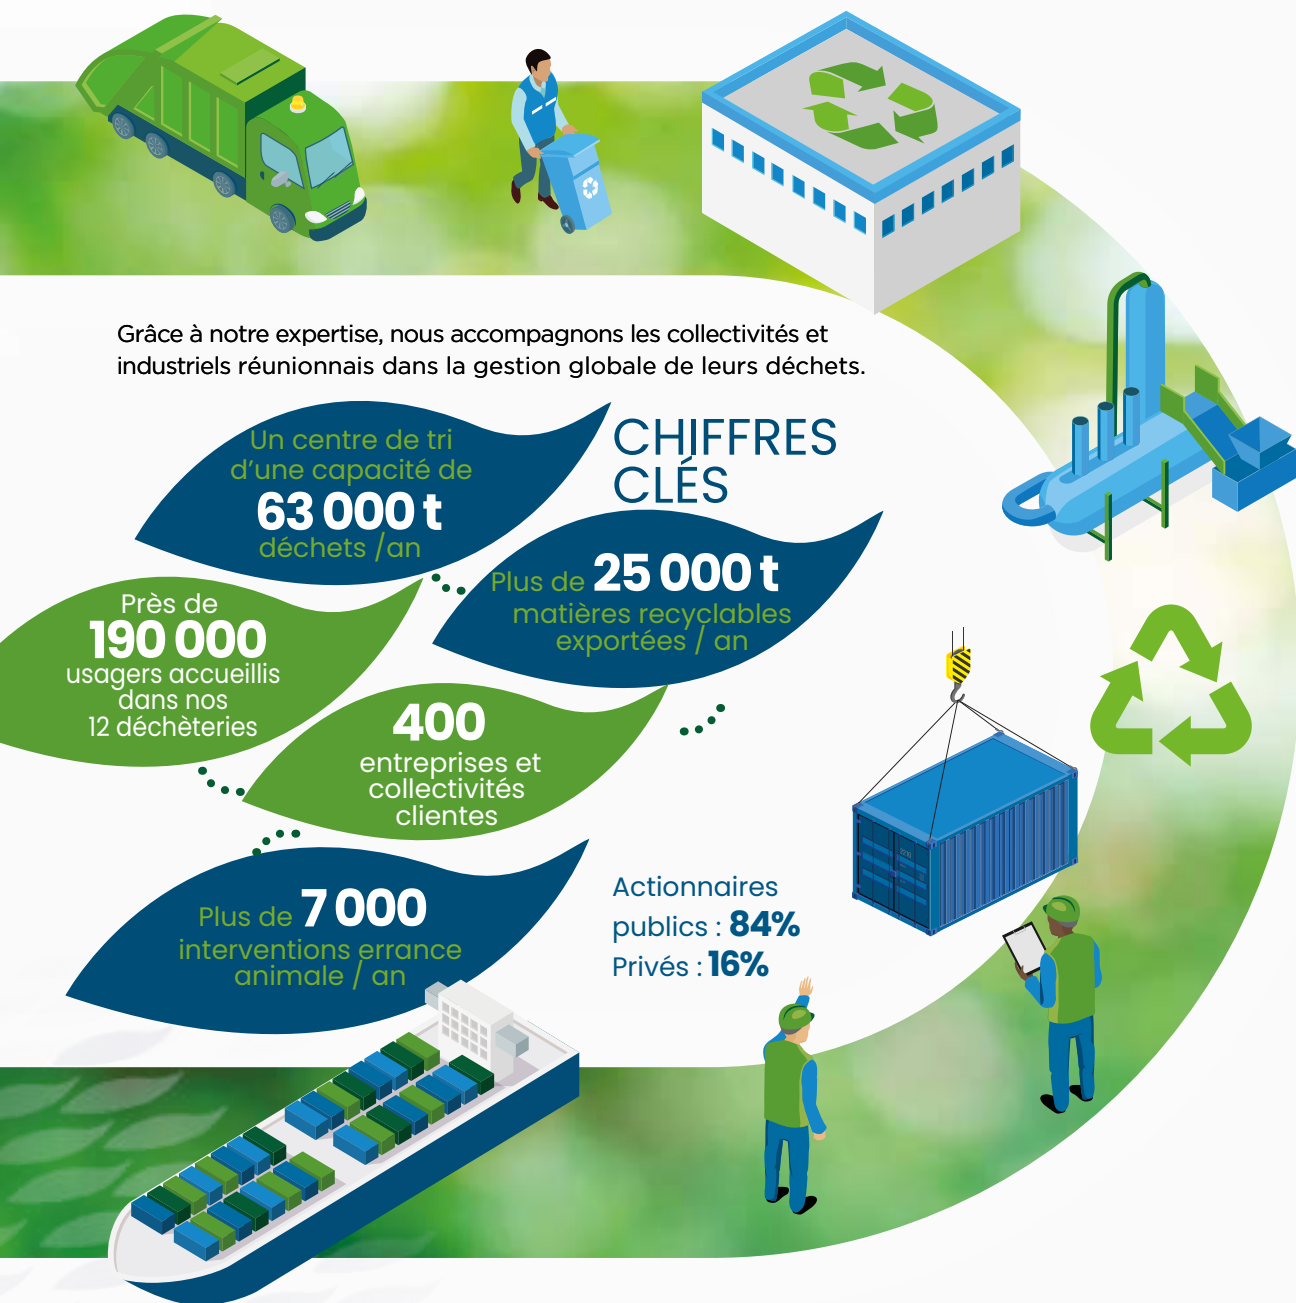 Grâce à notre expertise, nous accompagnons les collectivités et
industriels réunionnais dans la gestion globale de leurs déchets.
CHIFFRES
CLÉS
Un centre de tri
d'une capacité de
63 000 t
déchets /an
Plus de 25 000 t
matières recyclables
exportées / an
Près de
190 000
usagers accueillis
dans nos
12 déchèteries
400
entreprises et
collectivités
clientes
Plus de 7 000
interventions errance
animale / an
Actionnaires
publics : 84%
Privés : 16%